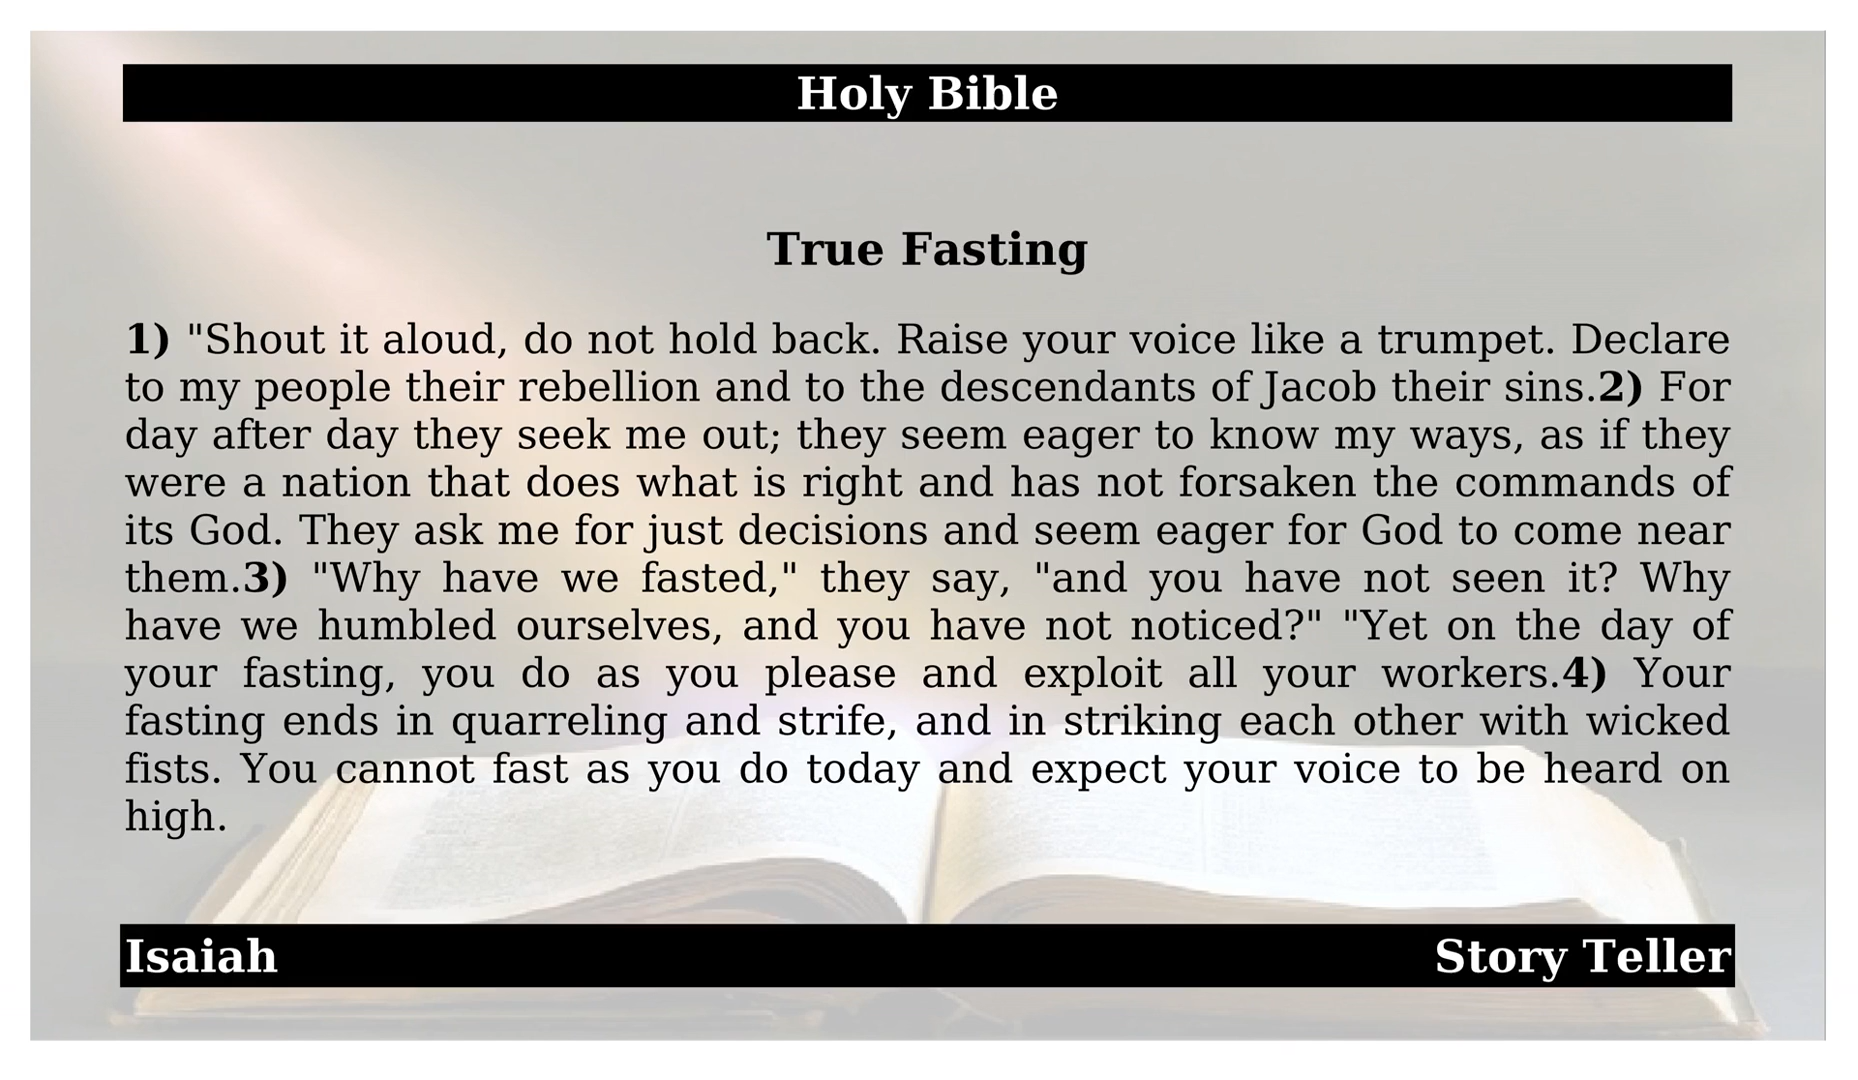 Holy Bible
True Fasting
1) "Shout it aloud, do not hold back. Raise your voice like a trumpet. Declare
to my people their rebellion and to the descendants of Jacob their sins.2) For
day after day they seek me out; they seem eager to know my ways, as if they
were a nation that does what is right and has not forsaken the commands of
its God. They ask me for just decisions and seem eager for God to come near
them.3) "Why have we fasted," they say, "and you have not seen it? Why
have we humbled ourselves, and you have not noticed?" "Yet on the day of
your fasting, you do as you please and exploit all your workers.4) Your
fasting ends in quarreling and strife, and in striking each other with wicked
fists. You cannot fast as you do today and expect your voice to be heard on
high.
Isaiah Story Teller